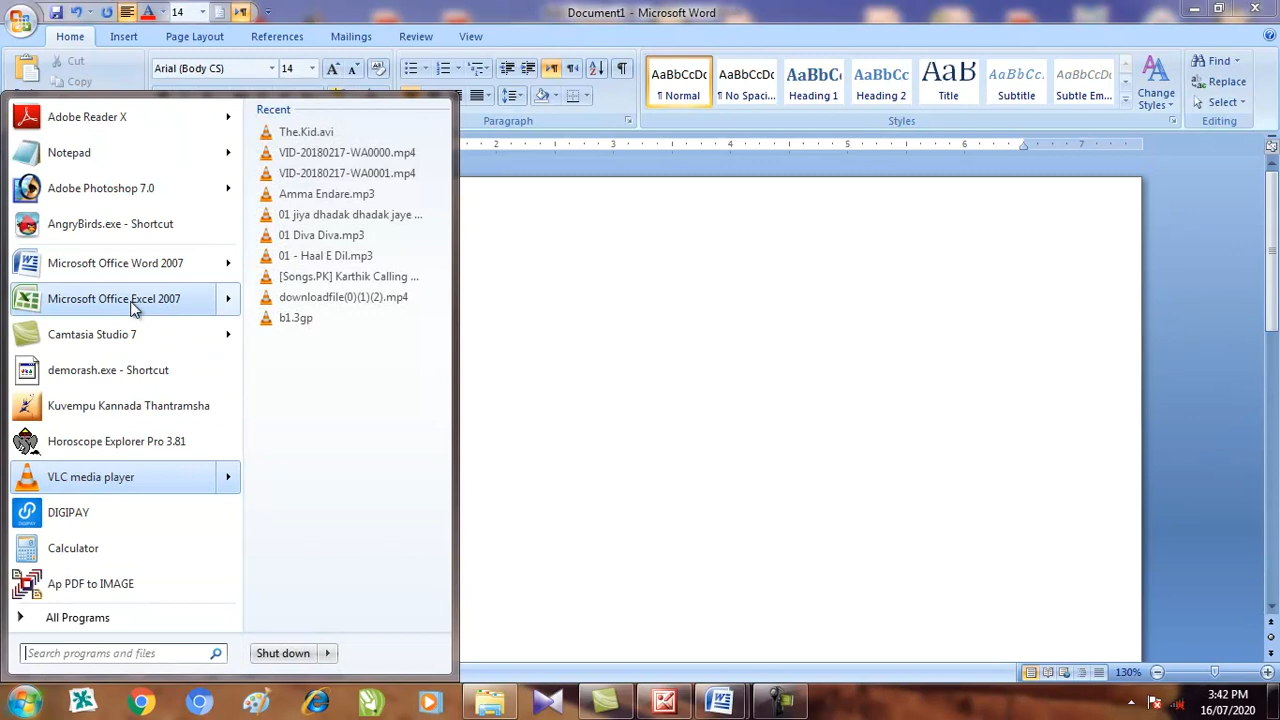 14
Document1 - Microsoft Word
Home Insert Page Layout References Mailings Review View
Cut
Copy
Arial (Body CS) 14
AaBbCcDc AaBbCcDc AaBbC AaBbCc AaB AaBbCc. AaBbCcDc
¶ Normal ¶ No Spaci... Heading 1 Heading 2 Title Subtitle Subtle Em...
Change Styles
Find
Replace
Select
Paragraph Styles Editing
2 3 4 5 6 7
Adobe Reader X
Notepad
Adobe Photoshop 7.0
AngryBirds.exe - Shortcut
Microsoft Office Word 2007
Microsoft Office Excel 2007
Camtasia Studio 7
demorash.exe - Shortcut
Kuvempu Kannada Thantramsha
Horoscope Explorer Pro 3.81
VLC media player
DIGIPAY
Calculator
Ap PDF to IMAGE
All Programs
Search programs and files
Recent
The.Kid.avi
VID-20180217-WA0000.mp4
VID-20180217-WA0001.mp4
Amma Endare.mp3
01 jiya dhadak dhadak jaye ...
01 Diva Diva.mp3
01 - Haal E Dil.mp3
[Songs.PK] Karthik Calling ...
downloadfile(0)(1)(2).mp4
b1.3gp
Shut down
130%
3:42 PM
16/07/2020